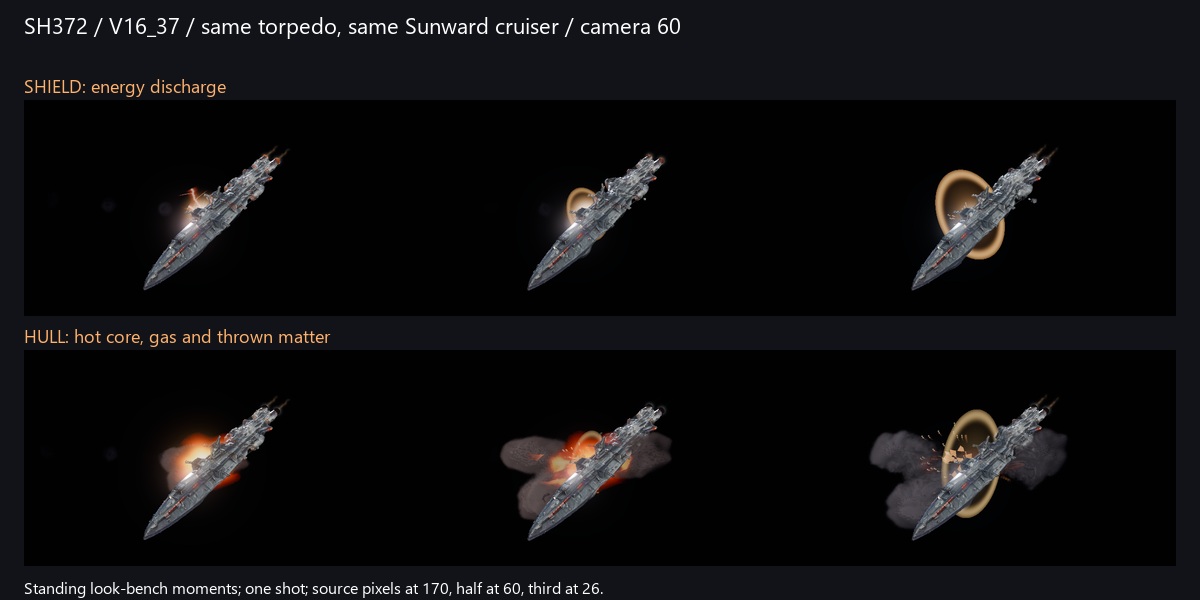 SH372 / V16_37 / same torpedo, same Sunward cruiser / camera 60
SHIELD: energy discharge
HULL: hot core, gas and thrown matter
Standing look-bench moments; one shot; source pixels at 170, half at 60, third at 26.